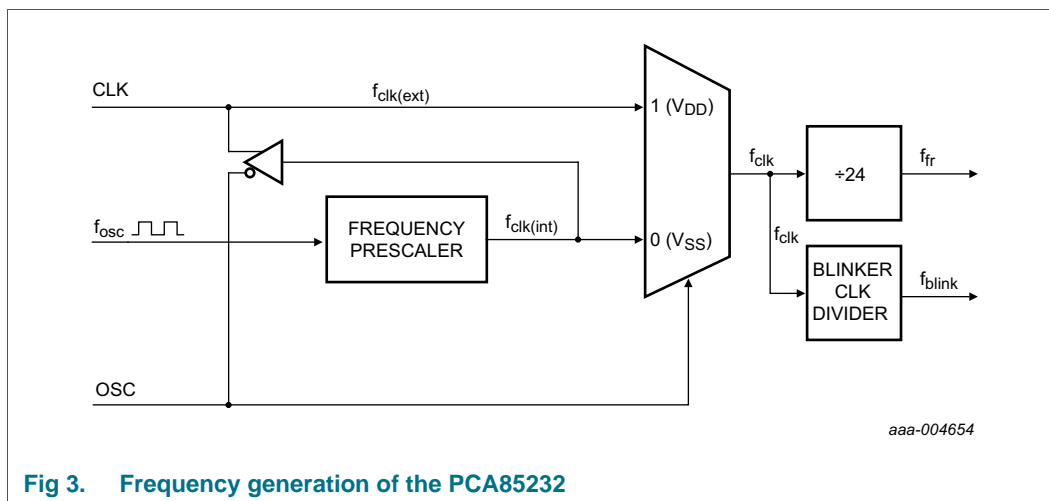 CLK
fclk(ext)
1 (VDD)
fclk
÷24
ffr
fosc
FREQUENCY
PRESCALER
fclk(int)
0 (VSS)
fclk
BLINKER
CLK
DIVIDER
fblink
OSC
aaa-004654
Fig 3. Frequency generation of the PCA85232